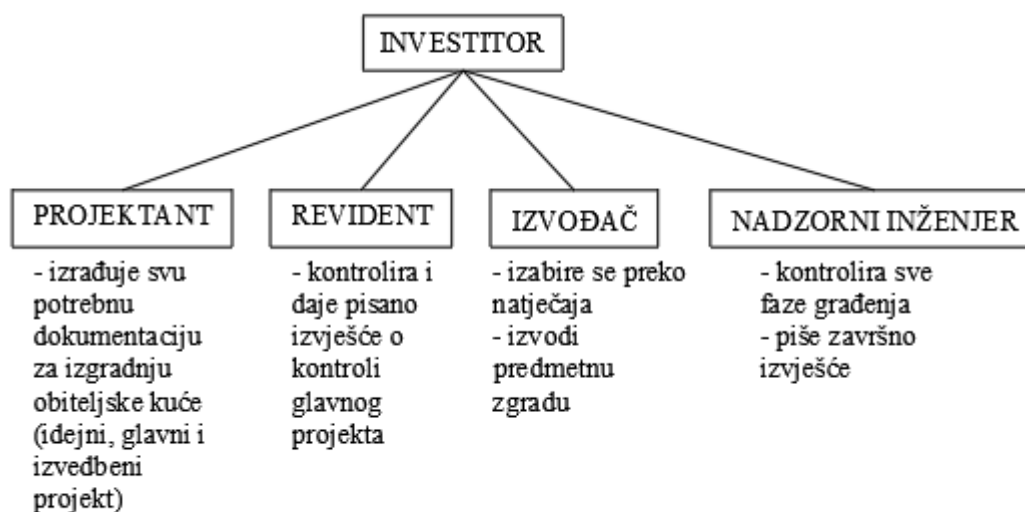 INVESTITOR
PROJEKTANT
- izrađuje svu
potrebnu
dokumentaciju
za izgradnju
obiteljske kuće
(idejni, glavni i
izvedbeni
projekt)
REVIDENT
- kontrolira i
daje pisano
izvješće o
kontroli
glavnog
projekta
IZVOĐAČ
- izabire se preko
natječaja
- izvodi
predmetnu
zgradu
NADZORNI INŽENJER
- kontrolira sve
faze građenja
- piše završno
izvješće